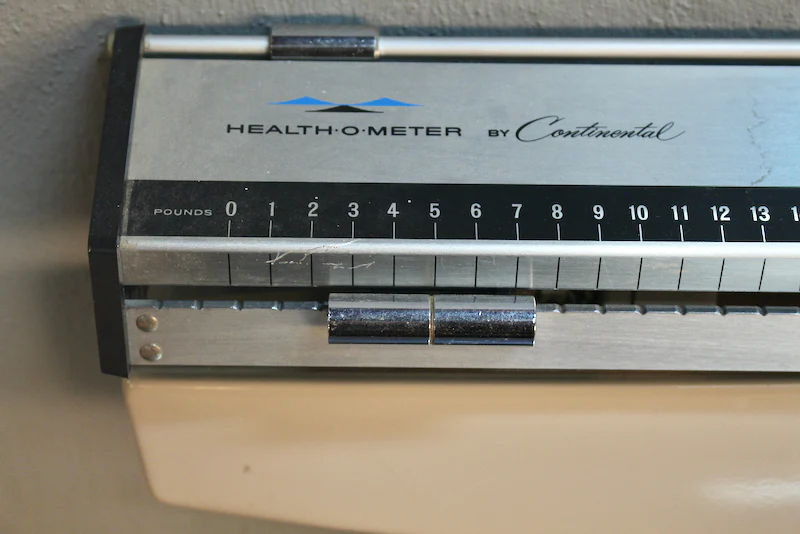 HEALTH·O·METER BY Continental
POUNDS 0 1 2 3 4 5 6 7 8 9 10 11 12 13